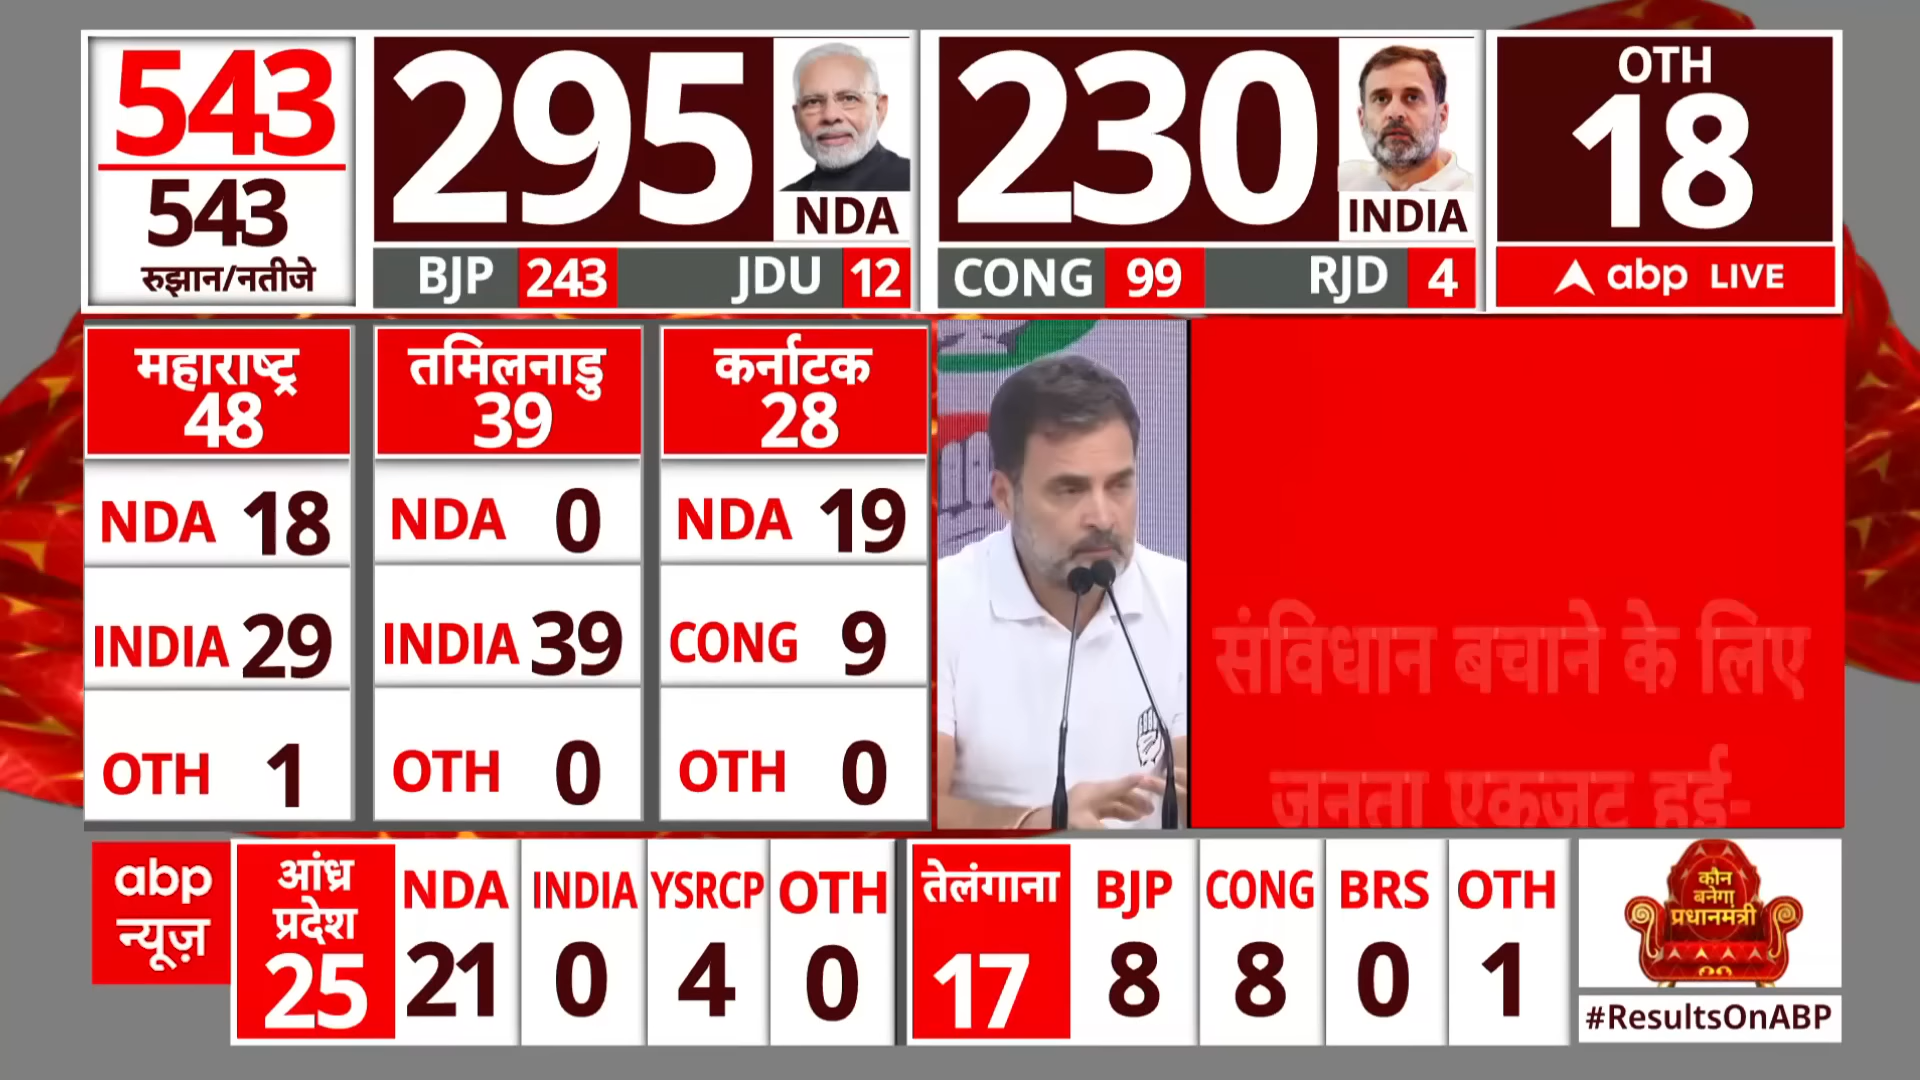 543
543
रुझान/नतीजे
295
NDA
BJP 243 JDU 12
230
INDIA
CONG 99 RJD 4
OTH
18
abp LIVE
महाराष्ट्र
48
NDA 18
INDIA 29
OTH 1
तमिलनाडु
39
NDA 0
INDIA 39
OTH 0
कर्नाटक
28
NDA 19
CONG 9
OTH 0
संविधान बचाने के लिए
जनता एकजुट हुई-
abp
न्यूज़
आंध्र
प्रदेश
25
NDA INDIA YSRCP OTH
21 0 4 0
तेलंगाना
17
BJP CONG BRS OTH
8 8 0 1
कौन
बनेगा
प्रधानमंत्री
#ResultsOnABP